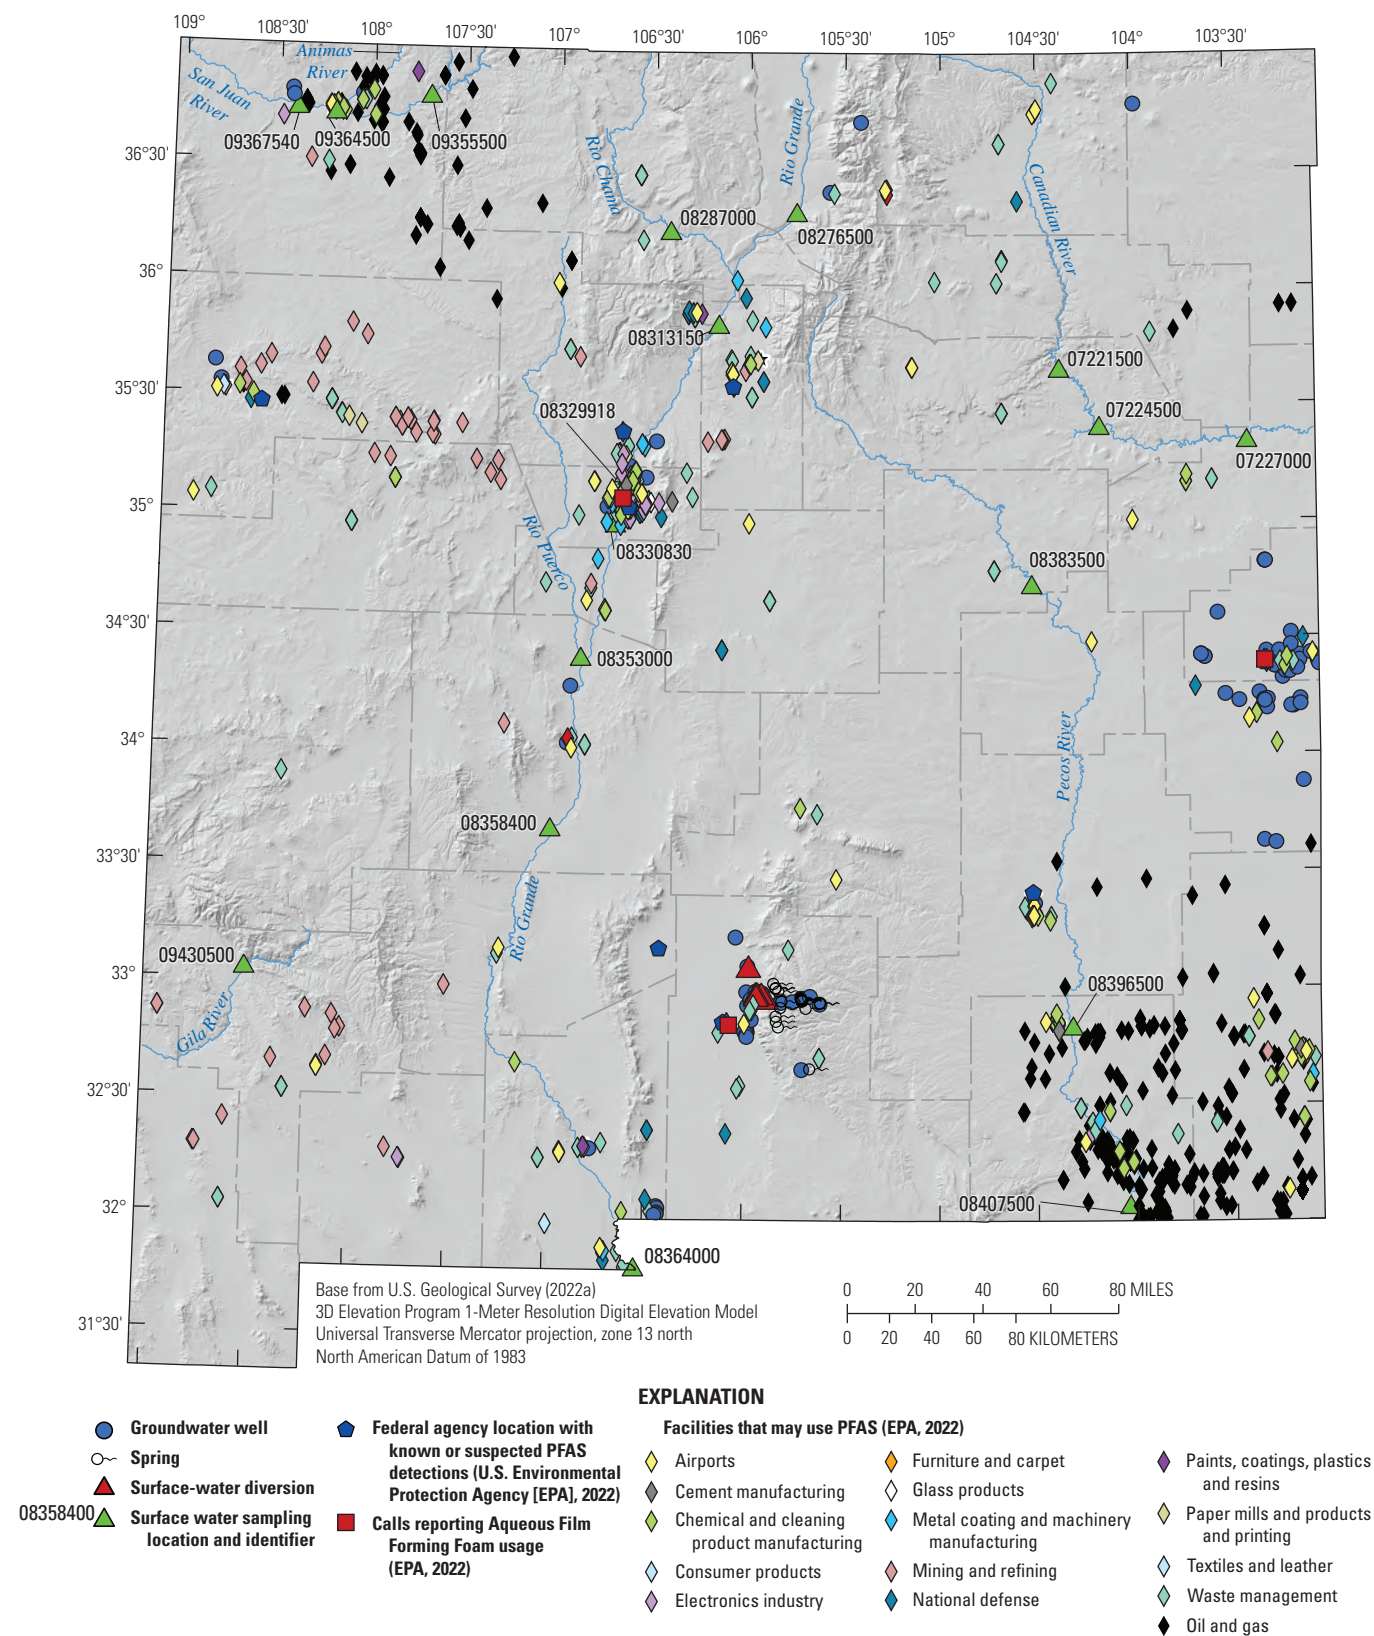 109°
108°30'
108°
107°30'
107°
106°30'
106°
105°30'
105°
104°30'
104°
103°30'
Animas
River
San Juan
River
09367540
09364500
09355500
36°30'
Rio Chama
Rio Grande
Canadian River
08287000
08276500
36°
08313150
07221500
35°30'
08329918
07224500
07227000
35°
Rio Puerco
08330830
08383500
34°30'
08353000
34°
Pecos River
08358400
33°30'
Rio Grande
09430500
33°
08396500
Gila River
32°30'
32°
08407500
08364000
31°30'
Base from U.S. Geological Survey (2022a)
3D Elevation Program 1-Meter Resolution Digital Elevation Model
Universal Transverse Mercator projection, zone 13 north
North American Datum of 1983
0 20 40 60 80 MILES
0 20 40 60 80 KILOMETERS
EXPLANATION
Groundwater well
Spring
Surface-water diversion
08358400
Surface water sampling
location and identifier
Federal agency location with
known or suspected PFAS
detections (U.S. Environmental
Protection Agency [EPA], 2022)
Calls reporting Aqueous Film
Forming Foam usage
(EPA, 2022)
Facilities that may use PFAS (EPA, 2022)
Airports
Cement manufacturing
Chemical and cleaning
product manufacturing
Consumer products
Electronics industry
Furniture and carpet
Glass products
Metal coating and machinery
manufacturing
Mining and refining
National defense
Paints, coatings, plastics
and resins
Paper mills and products
and printing
Textiles and leather
Waste management
Oil and gas